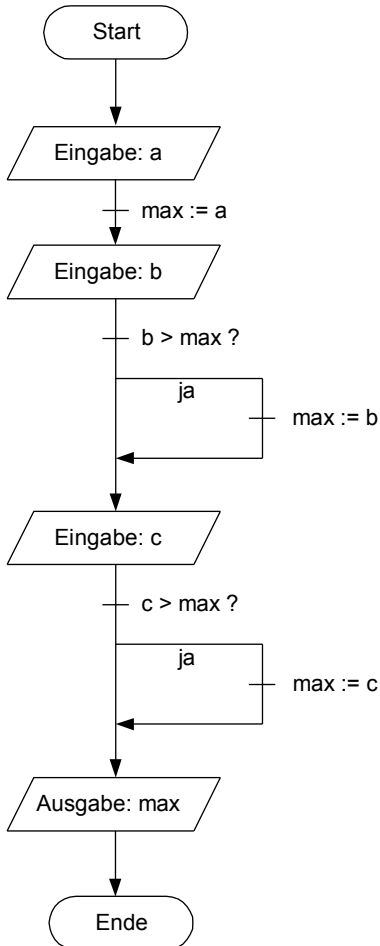 Start
Eingabe: a
max := a
Eingabe: b
b > max ?
ja
max := b
Eingabe: c
c > max ?
ja
max := c
Ausgabe: max
Ende